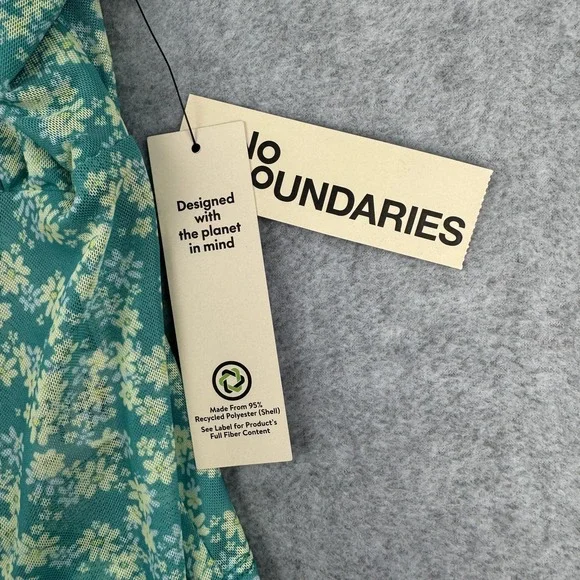 No
OUNDARIES
Designed
with
the planet
in mind
Made From 95%
Recycled Polyester (Shell)
See Label for Product's
Full Fiber Content